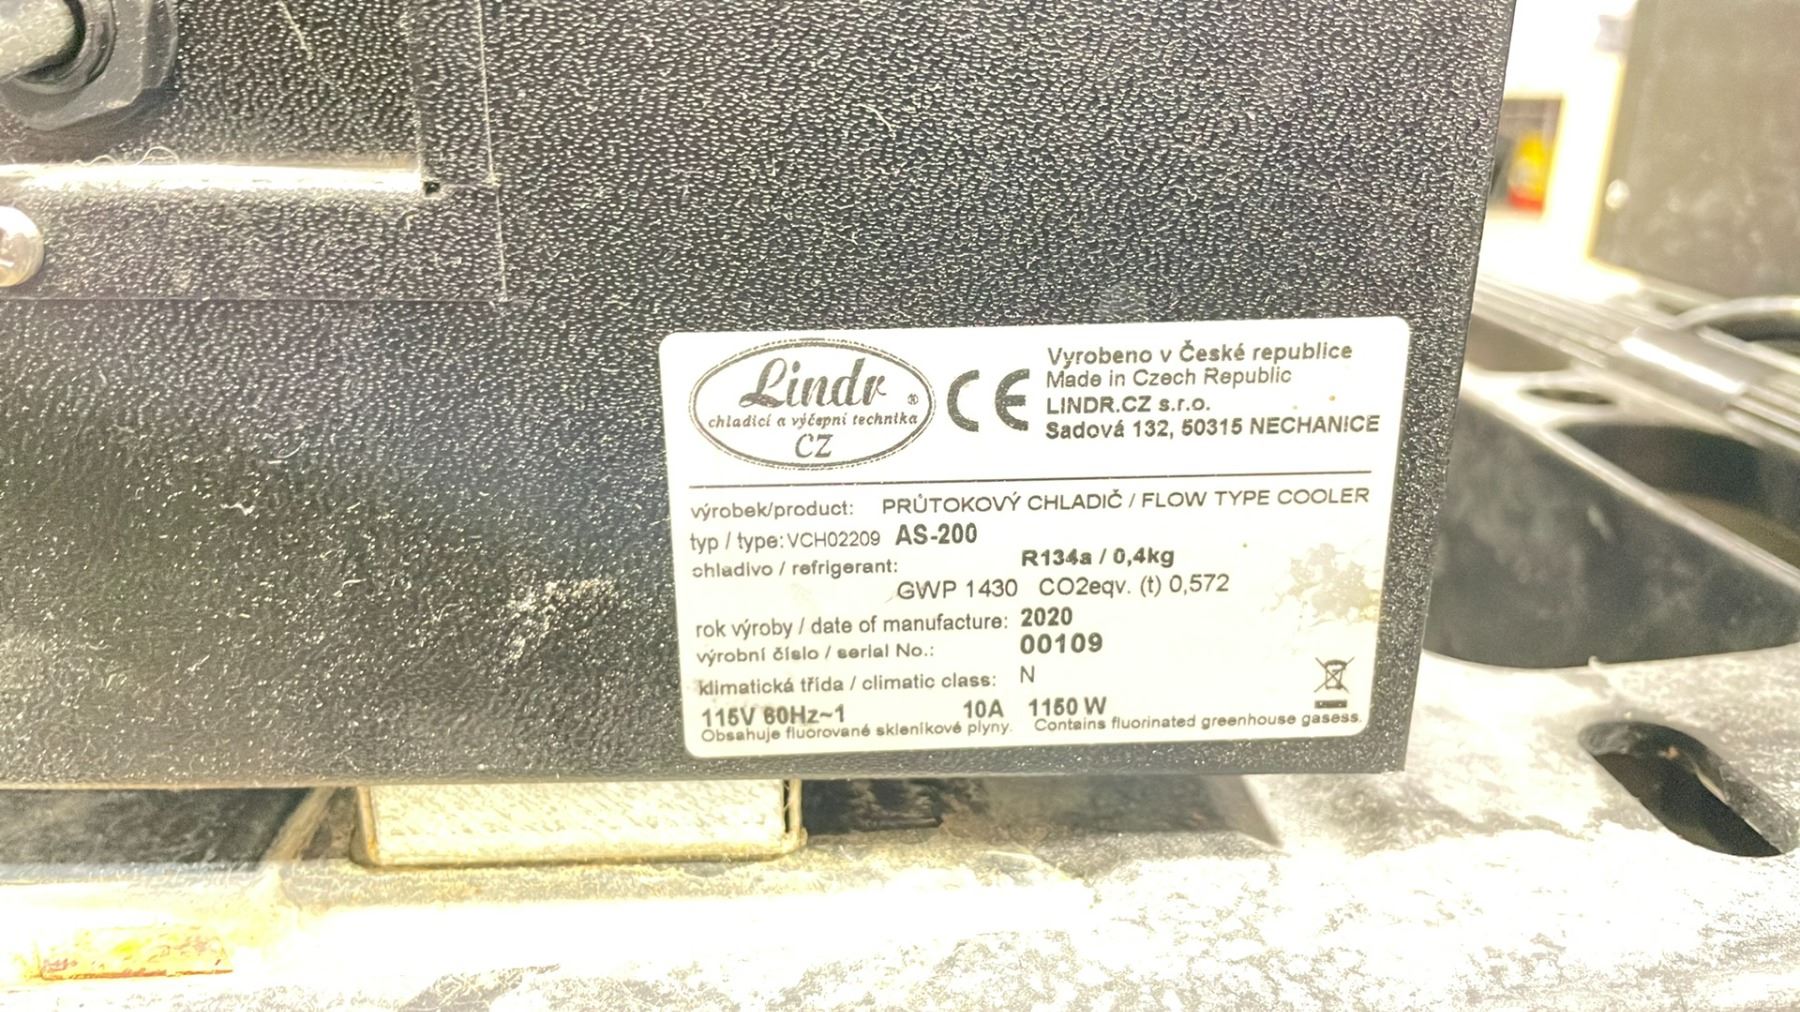 Lindr ®
chladicí a výčepní technika
CZ
CE
Vyrobeno v České republice
Made in Czech Republic
LINDR.CZ s.r.o.
Sadová 132, 50315 NECHANICE
výrobek/product: PRŮTOKOVÝ CHLADIČ / FLOW TYPE COOLER
typ / type: VCH02209 AS-200
chladivo / refrigerant: R134a / 0,4kg
GWP 1430 CO2eqv. (t) 0,572
rok výroby / date of manufacture: 2020
výrobní číslo / serial No.: 00109
klimatická třída / climatic class: N
115V 60Hz~1 10A 1150 W
Obsahuje fluorované skleníkové plyny. Contains fluorinated greenhouse gasess.